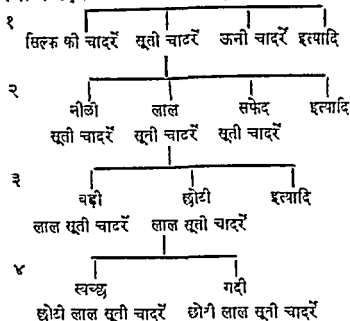 १
सिल्क की चादरें सूती चादरें ऊनी चादरें इत्यादि
२
नीली लाल सफेद इत्यादि
सूती चादरें सूती चादरें सूती चादरें
३
बड़ी छोटी इत्यादि
लाल सूती चादरें लाल सूती चादरें
४
स्वच्छ गंदी
छोटी लाल सूती चादरें छोटी लाल सूती चादरें